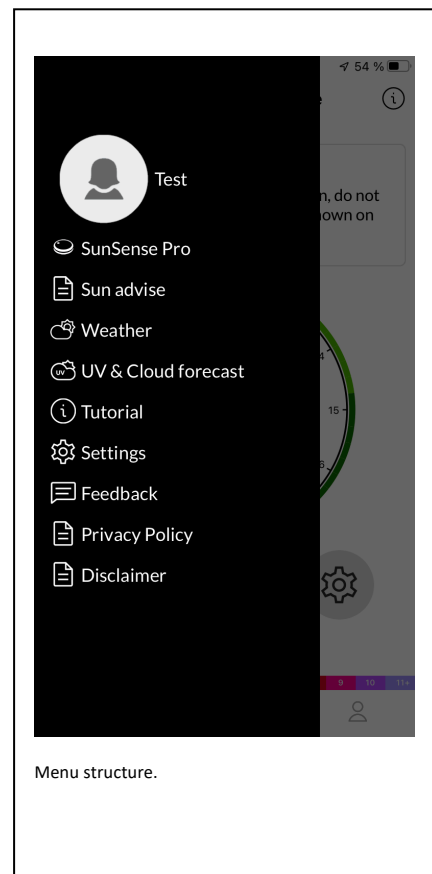 54 %
Test
n, do not
own on
SunSense Pro
Sun advise
Weather
UV & Cloud forecast
UV
Tutorial
Settings
Feedback
Privacy Policy
Disclaimer
15
9 10 11+
Menu structure.